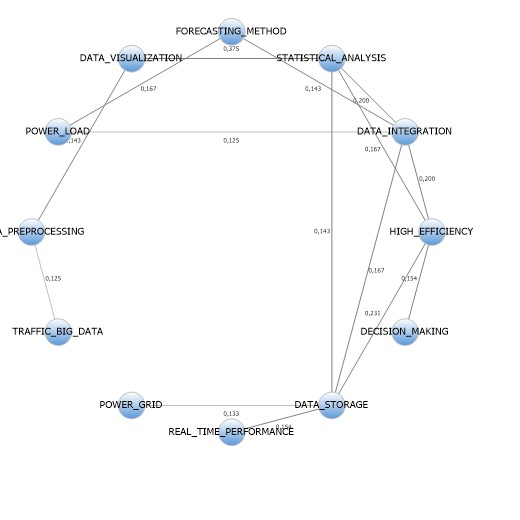 FORECASTING_METHOD
0,375
DATA_VISUALIZATION
STATISTICAL_ANALYSIS
0,167
0,143
0,200
POWER_LOAD
DATA_INTEGRATION
0,143
0,125
0,167
0,200
A_PREPROCESSING
0,143
HIGH_EFFICIENCY
0,167
0,154
0,125
0,231
TRAFFIC_BIG_DATA
DECISION_MAKING
POWER_GRID
DATA_STORAGE
0,133
0,154
REAL_TIME_PERFORMANCE